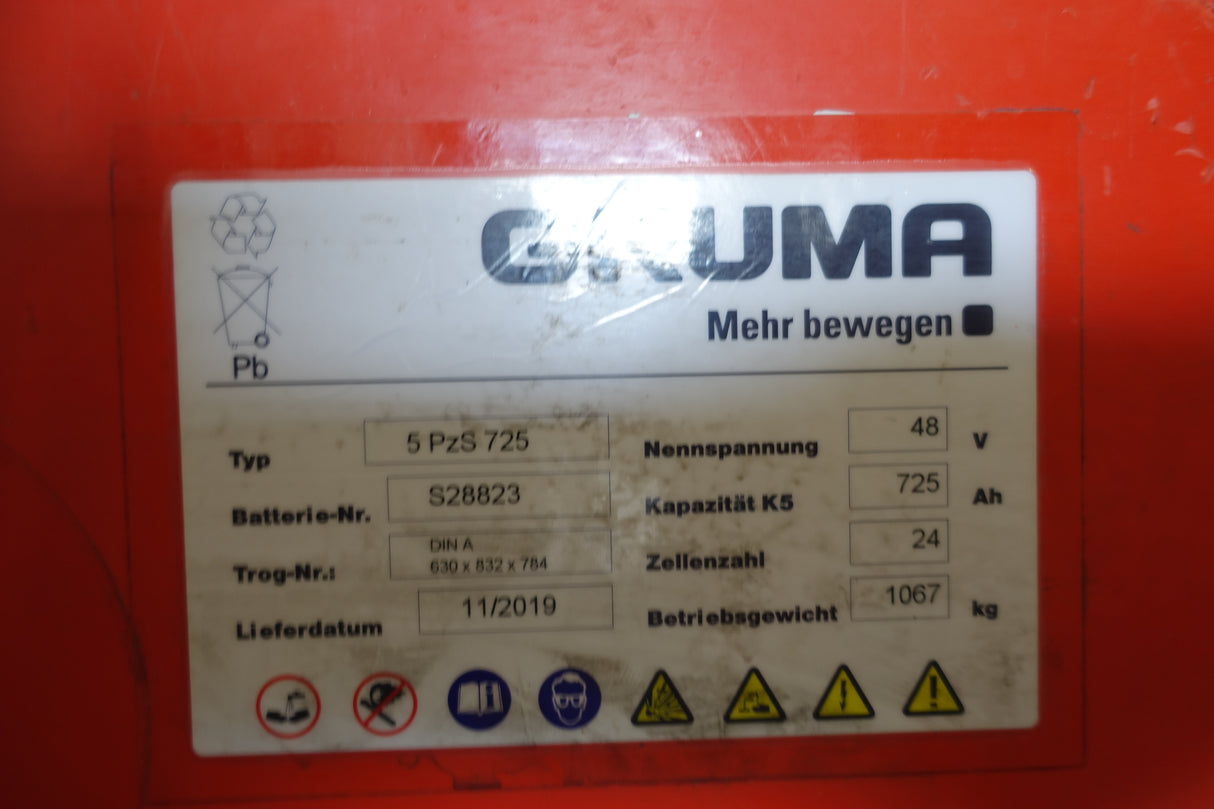 GRUMA
Mehr bewegen
Pb
Typ 5 PzS 725
Nennspannung 48 V
Batterie-Nr. S28823
Kapazität K5 725 Ah
Trog-Nr.: DIN A
630 x 832 x 784
Zellenzahl 24
Lieferdatum 11/2019
Betriebsgewicht 1067 kg